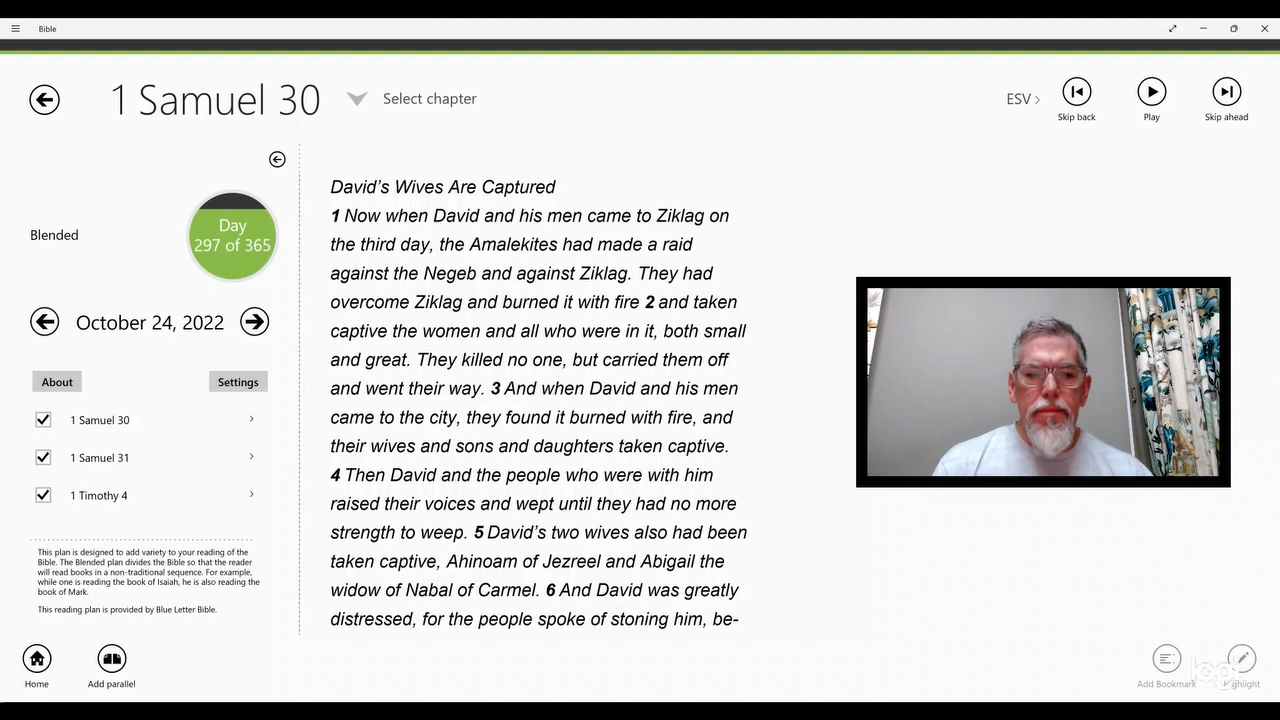 Bible
1 Samuel 30
Select chapter
ESV
Skip back
Play
Skip ahead
Blended
Day
297 of 365
October 24, 2022
About
Settings
1 Samuel 30
1 Samuel 31
1 Timothy 4
This plan is designed to add variety to your reading of the
Bible. The Blended plan divides the Bible so that the reader
will read books in a non-traditional sequence. For example,
while one is reading the book of Isaiah, he is also reading the
book of Mark.
This reading plan is provided by Blue Letter Bible.
Home
Add parallel
David’s Wives Are Captured
1 Now when David and his men came to Ziklag on
the third day, the Amalekites had made a raid
against the Negeb and against Ziklag. They had
overcome Ziklag and burned it with fire 2 and taken
captive the women and all who were in it, both small
and great. They killed no one, but carried them off
and went their way. 3 And when David and his men
came to the city, they found it burned with fire, and
their wives and sons and daughters taken captive.
4 Then David and the people who were with him
raised their voices and wept until they had no more
strength to weep. 5 David’s two wives also had been
taken captive, Ahinoam of Jezreel and Abigail the
widow of Nabal of Carmel. 6 And David was greatly
distressed, for the people spoke of stoning him, be-
Add Bookmark
Highlight
logi